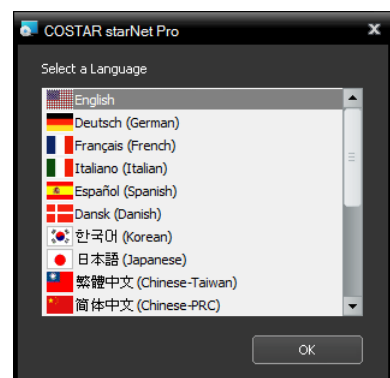 COSTAR starNet Pro
x
Select a Language
English
Deutsch (German)
Français (French)
Italiano (Italian)
Español (Spanish)
Dansk (Danish)
한국어 (Korean)
日本語 (Japanese)
繁體中文 (Chinese-Taiwan)
简体中文 (Chinese-PRC)
OK